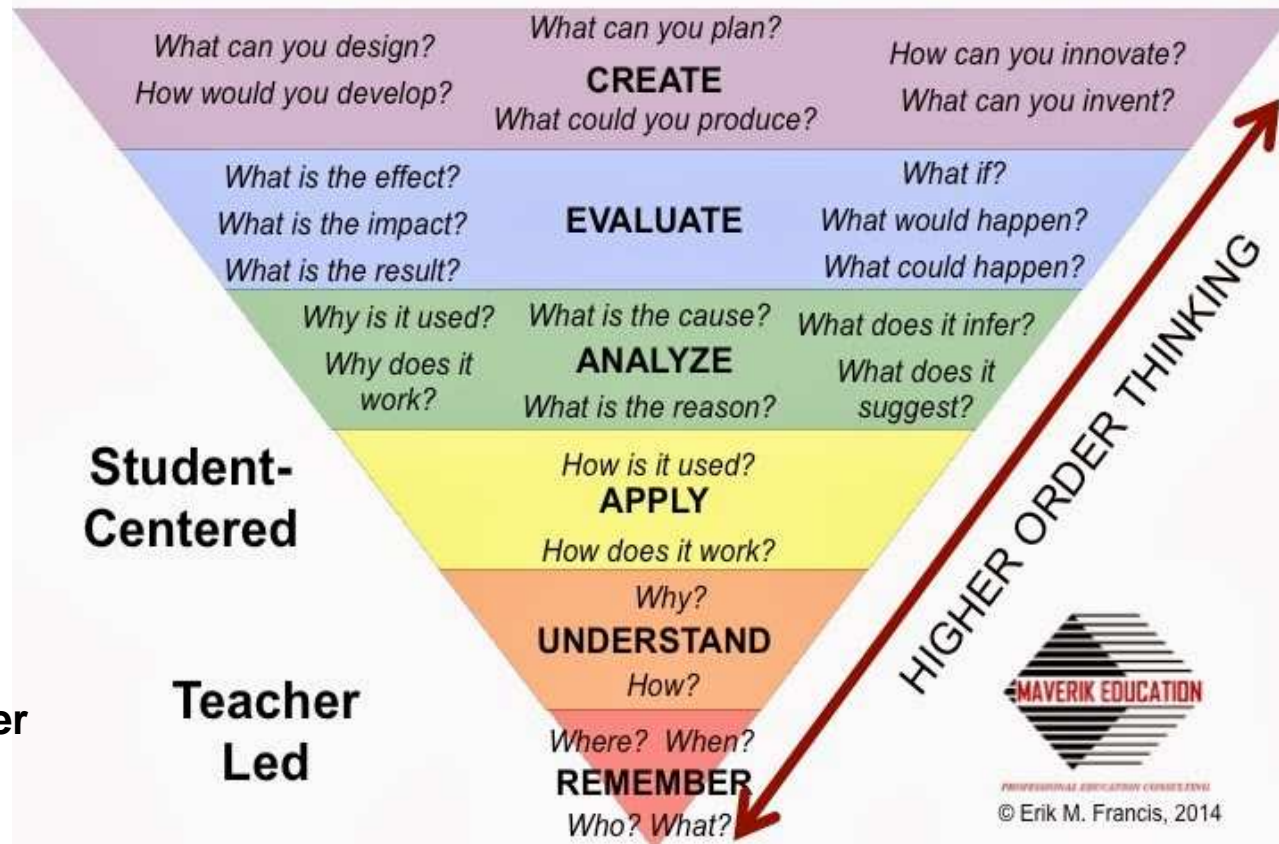 What can you plan?
What can you design?
How can you innovate?
How would you develop?
CREATE
What can you invent?
What could you produce?
What is the effect?
What if?
What is the impact?
EVALUATE
What would happen?
What is the result?
What could happen?
Why is it used?
What is the cause?
What does it infer?
Why does it
work?
ANALYZE
What does it
suggest?
What is the reason?
Student-
Centered
How is it used?
APPLY
How does it work?
HIGHER ORDER THINKING
Why?
UNDERSTAND
How?
er
Teacher
Led
Where? When?
REMEMBER
Who? What?
MAVERIK EDUCATION
PROFESSIONAL EDUCATION CONSULTING
© Erik M. Francis, 2014